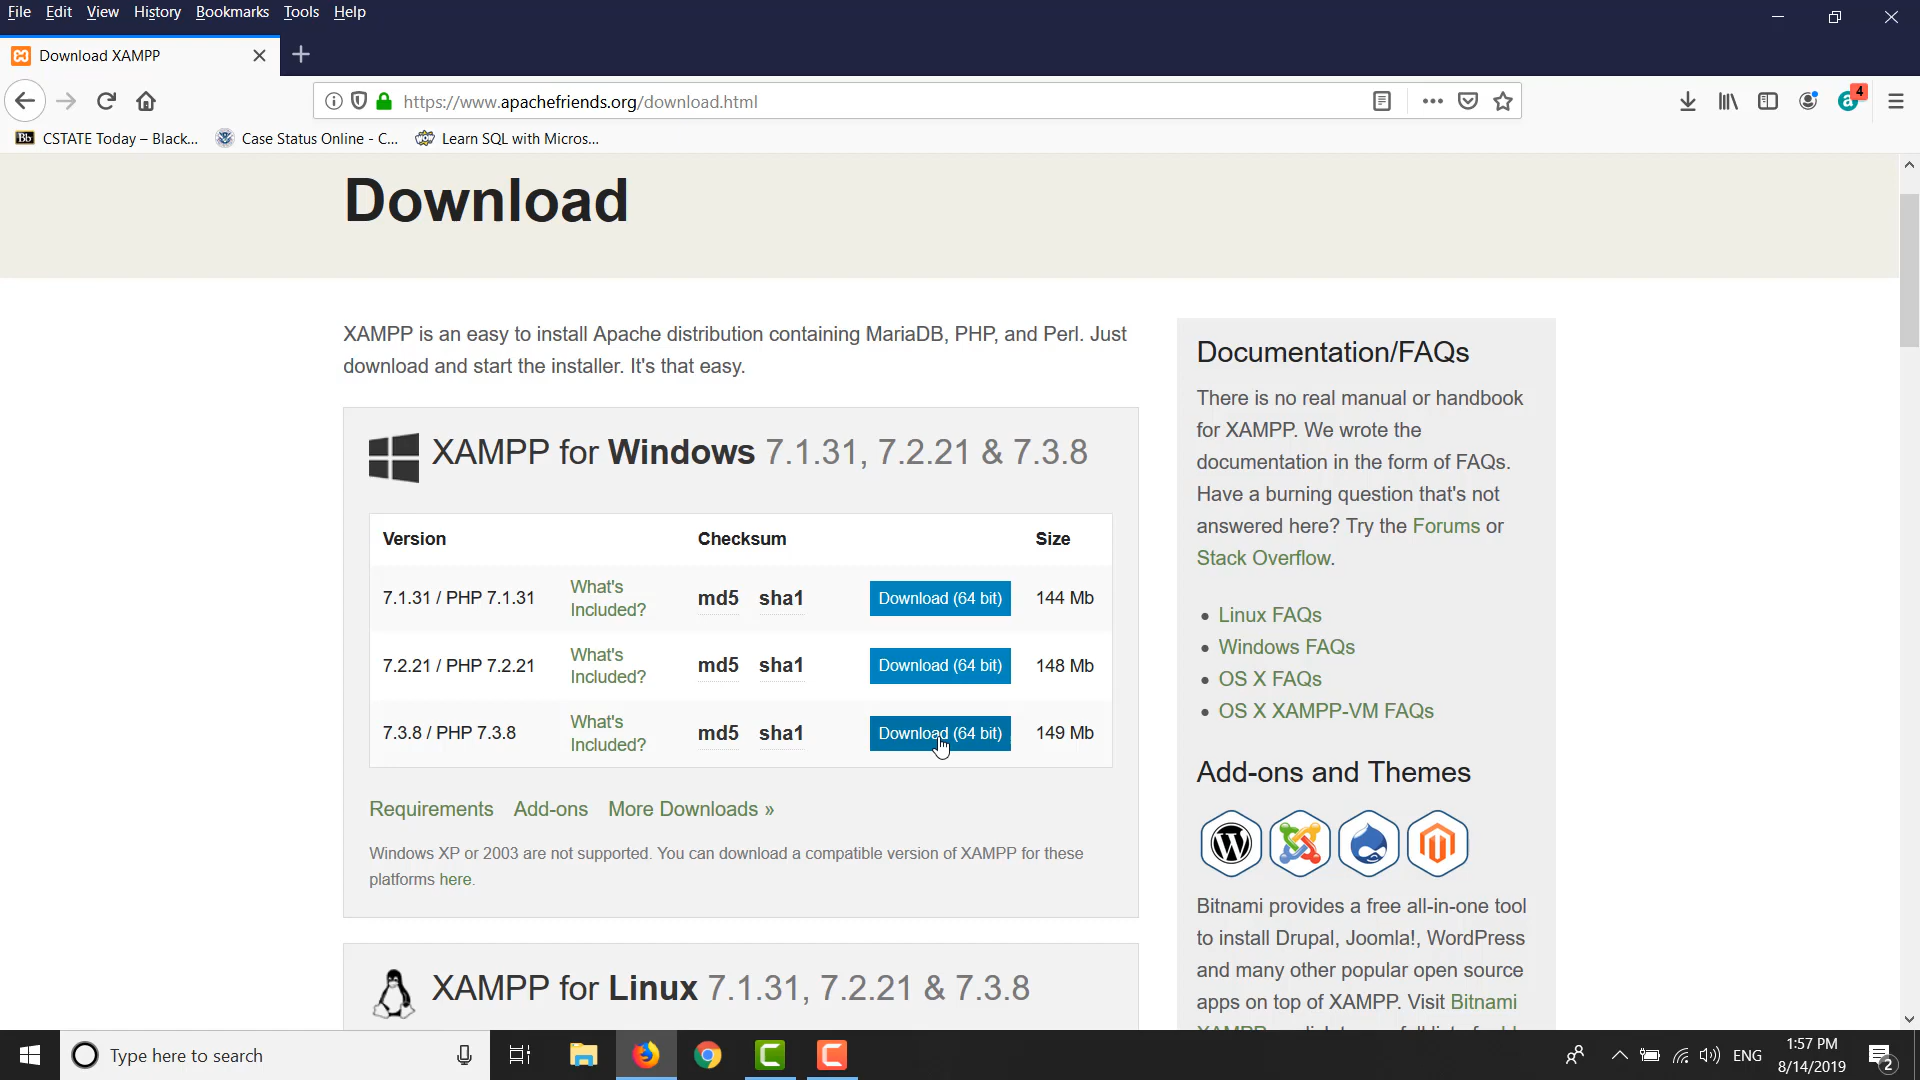 File Edit View History Bookmarks Tools Help
Download XAMPP
https://www.apachefriends.org/download.html
4
Bb CSTATE Today – Black... Case Status Online - C... Learn SQL with Micros...
Download
XAMPP is an easy to install Apache distribution containing MariaDB, PHP, and Perl. Just
download and start the installer. It's that easy.
XAMPP for Windows 7.1.31, 7.2.21 & 7.3.8
Version Checksum Size
7.1.31 / PHP 7.1.31 What's
Included? md5 sha1 Download (64 bit) 144 Mb
7.2.21 / PHP 7.2.21 What's
Included? md5 sha1 Download (64 bit) 148 Mb
7.3.8 / PHP 7.3.8 What's
Included? md5 sha1 Download (64 bit) 149 Mb
Requirements Add-ons More Downloads »
Windows XP or 2003 are not supported. You can download a compatible version of XAMPP for these
platforms here.
XAMPP for Linux 7.1.31, 7.2.21 & 7.3.8
Documentation/FAQs
There is no real manual or handbook
for XAMPP. We wrote the
documentation in the form of FAQs.
Have a burning question that's not
answered here? Try the Forums or
Stack Overflow.
Linux FAQs
Windows FAQs
OS X FAQs
OS X XAMPP-VM FAQs
Add-ons and Themes
Bitnami provides a free all-in-one tool
to install Drupal, Joomla!, WordPress
and many other popular open source
apps on top of XAMPP. Visit Bitnami
Type here to search
ENG
1:57 PM
8/14/2019
2